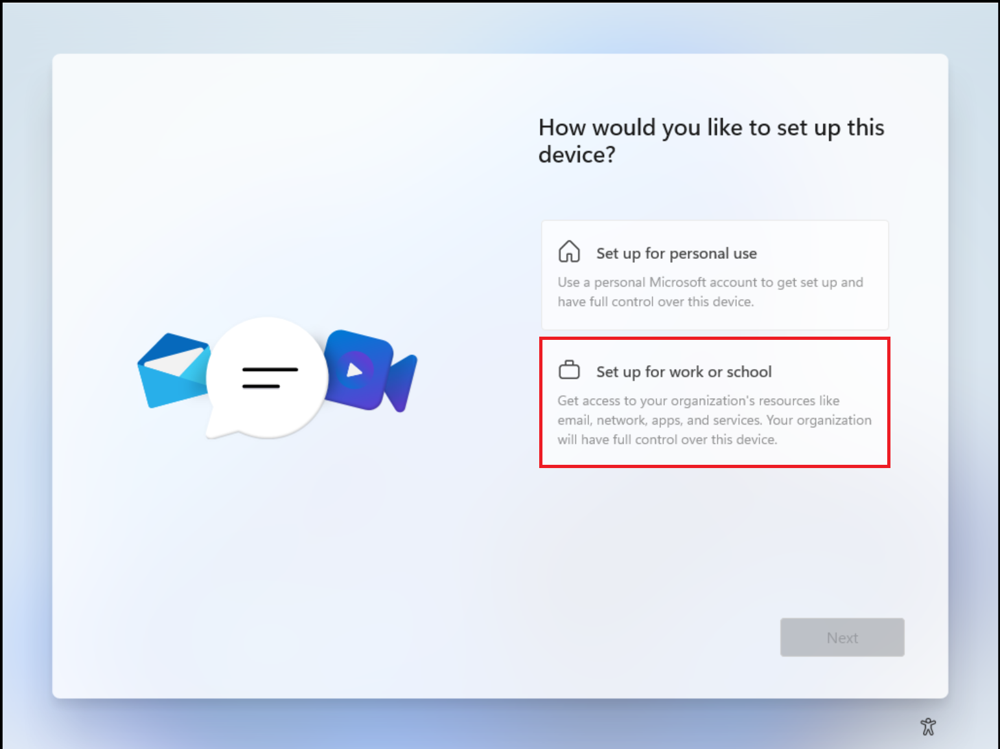 How would you like to set up this
device?
Set up for personal use
Use a personal Microsoft account to get set up and
have full control over this device.
Set up for work or school
Get access to your organization's resources like
email, network, apps, and services. Your organization
will have full control over this device.
Next